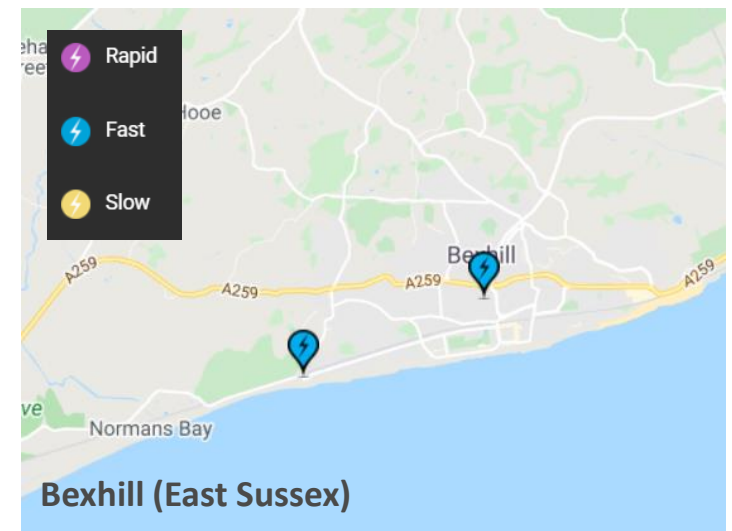 Rapid
Fast
Slow
Hooe
Bexhill
A259
A259
A259
A259
Normans Bay
Bexhill (East Sussex)